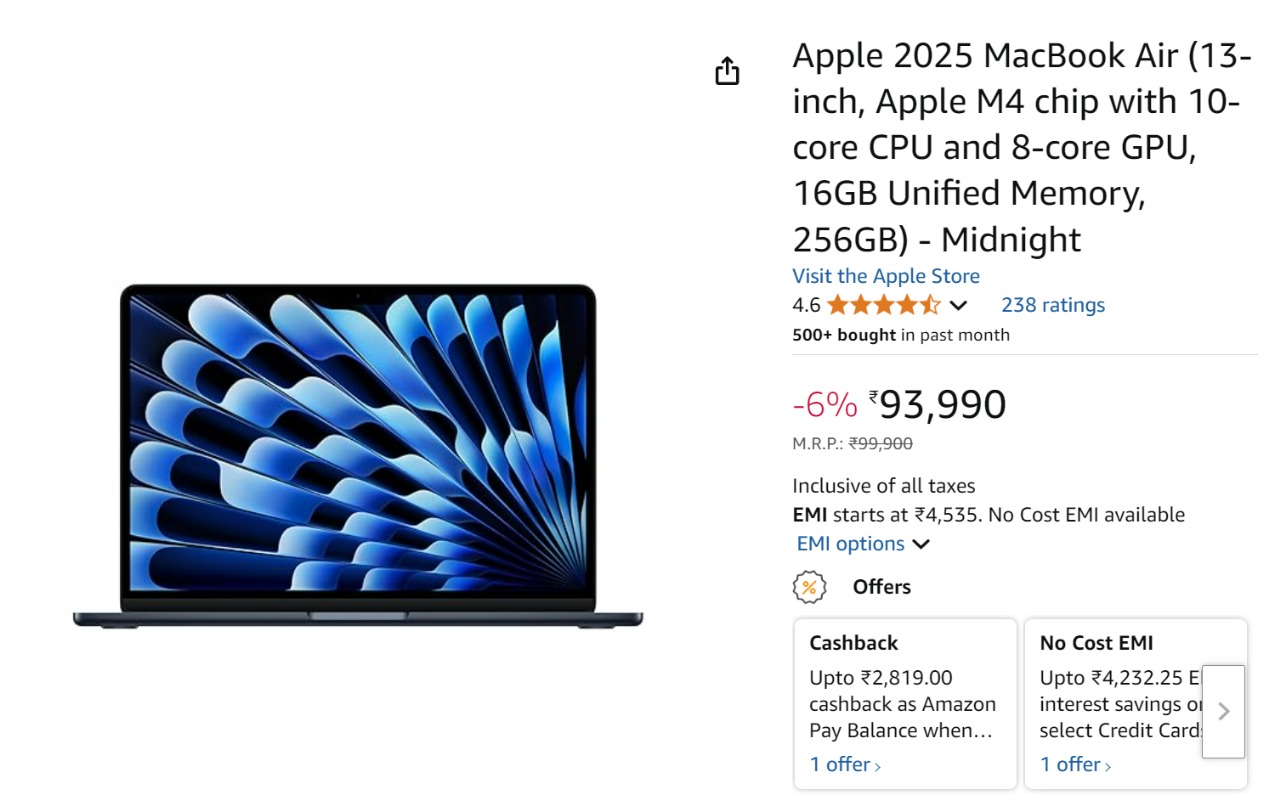 Apple 2025 MacBook Air (13-
inch, Apple M4 chip with 10-
core CPU and 8-core GPU,
16GB Unified Memory,
256GB) - Midnight
Visit the Apple Store
4.6 238 ratings
500+ bought in past month
-6% ₹93,990
M.R.P.: ₹99,900
Inclusive of all taxes
EMI starts at ₹4,535. No Cost EMI available
EMI options
% Offers
Cashback
Upto ₹2,819.00
cashback as Amazon
Pay Balance when…
1 offer ›
No Cost EMI
Upto ₹4,232.25
interest savings
select Credit
1 offer ›